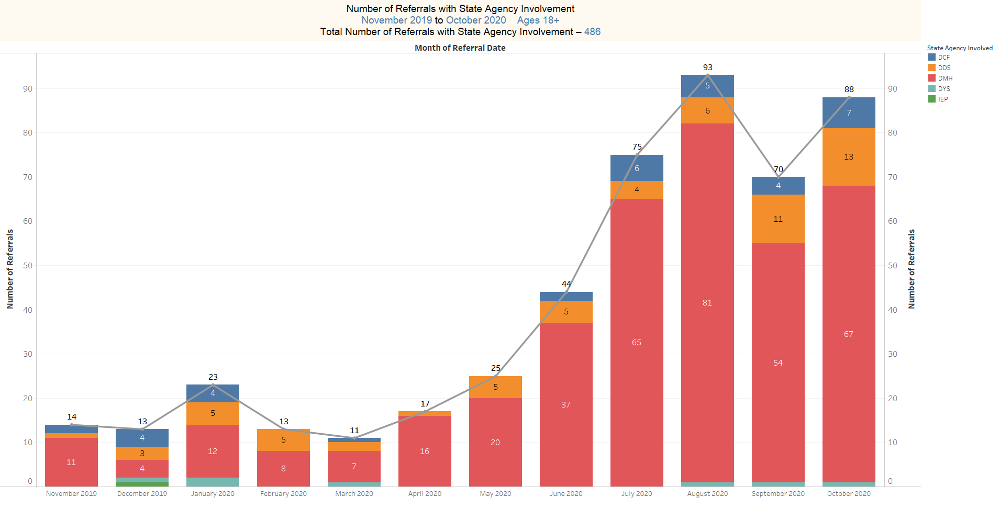 Number of Referrals with State Agency Involvement
November 2019 to October 2020 Ages 18+
Total Number of Referrals with State Agency Involvement – 486
Month of Referral Date
State Agency Involved
DCF
DDS
DMH
DYS
IEP
Number of Referrals
90
80
70
60
50
40
30
20
10
0
14
11
13
4
3
4
23
4
5
12
13
5
8
11
7
17
16
25
5
20
44
5
37
75
6
4
65
93
5
6
81
70
4
11
54
88
7
13
67
90
80
70
60
50
40
30
20
10
0
Number of Referrals
November 2019
December 2019
January 2020
February 2020
March 2020
April 2020
May 2020
June 2020
July 2020
August 2020
September 2020
October 2020